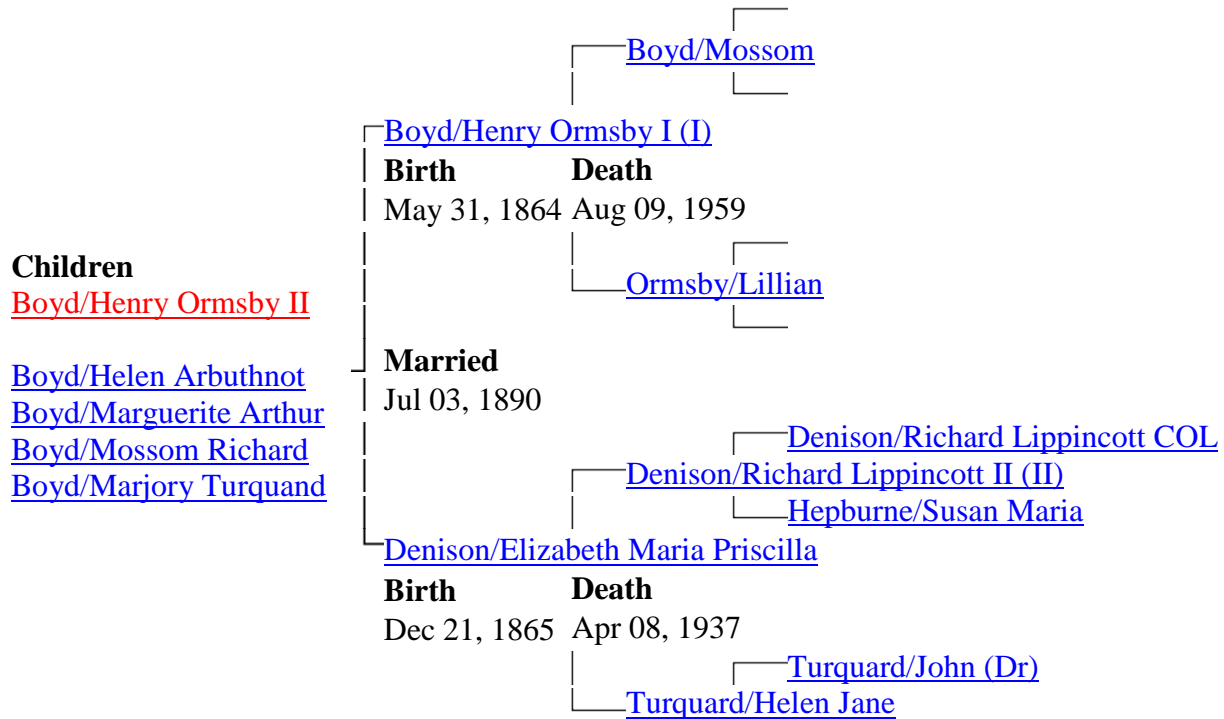 Boyd/Mossom
Boyd/Henry Ormsby I (I)
Birth Death
May 31, 1864 Aug 09, 1959
Children
Boyd/Henry Ormsby II
Ormsby/Lillian
Boyd/Helen Arbuthnot
Boyd/Marguerite Arthur
Boyd/Mossom Richard
Boyd/Marjory Turquand
Married
Jul 03, 1890
Denison/Richard Lippincott COL
Denison/Richard Lippincott II (II)
Hepburne/Susan Maria
Denison/Elizabeth Maria Priscilla
Birth Death
Dec 21, 1865 Apr 08, 1937
Turquard/John (Dr)
Turquard/Helen Jane